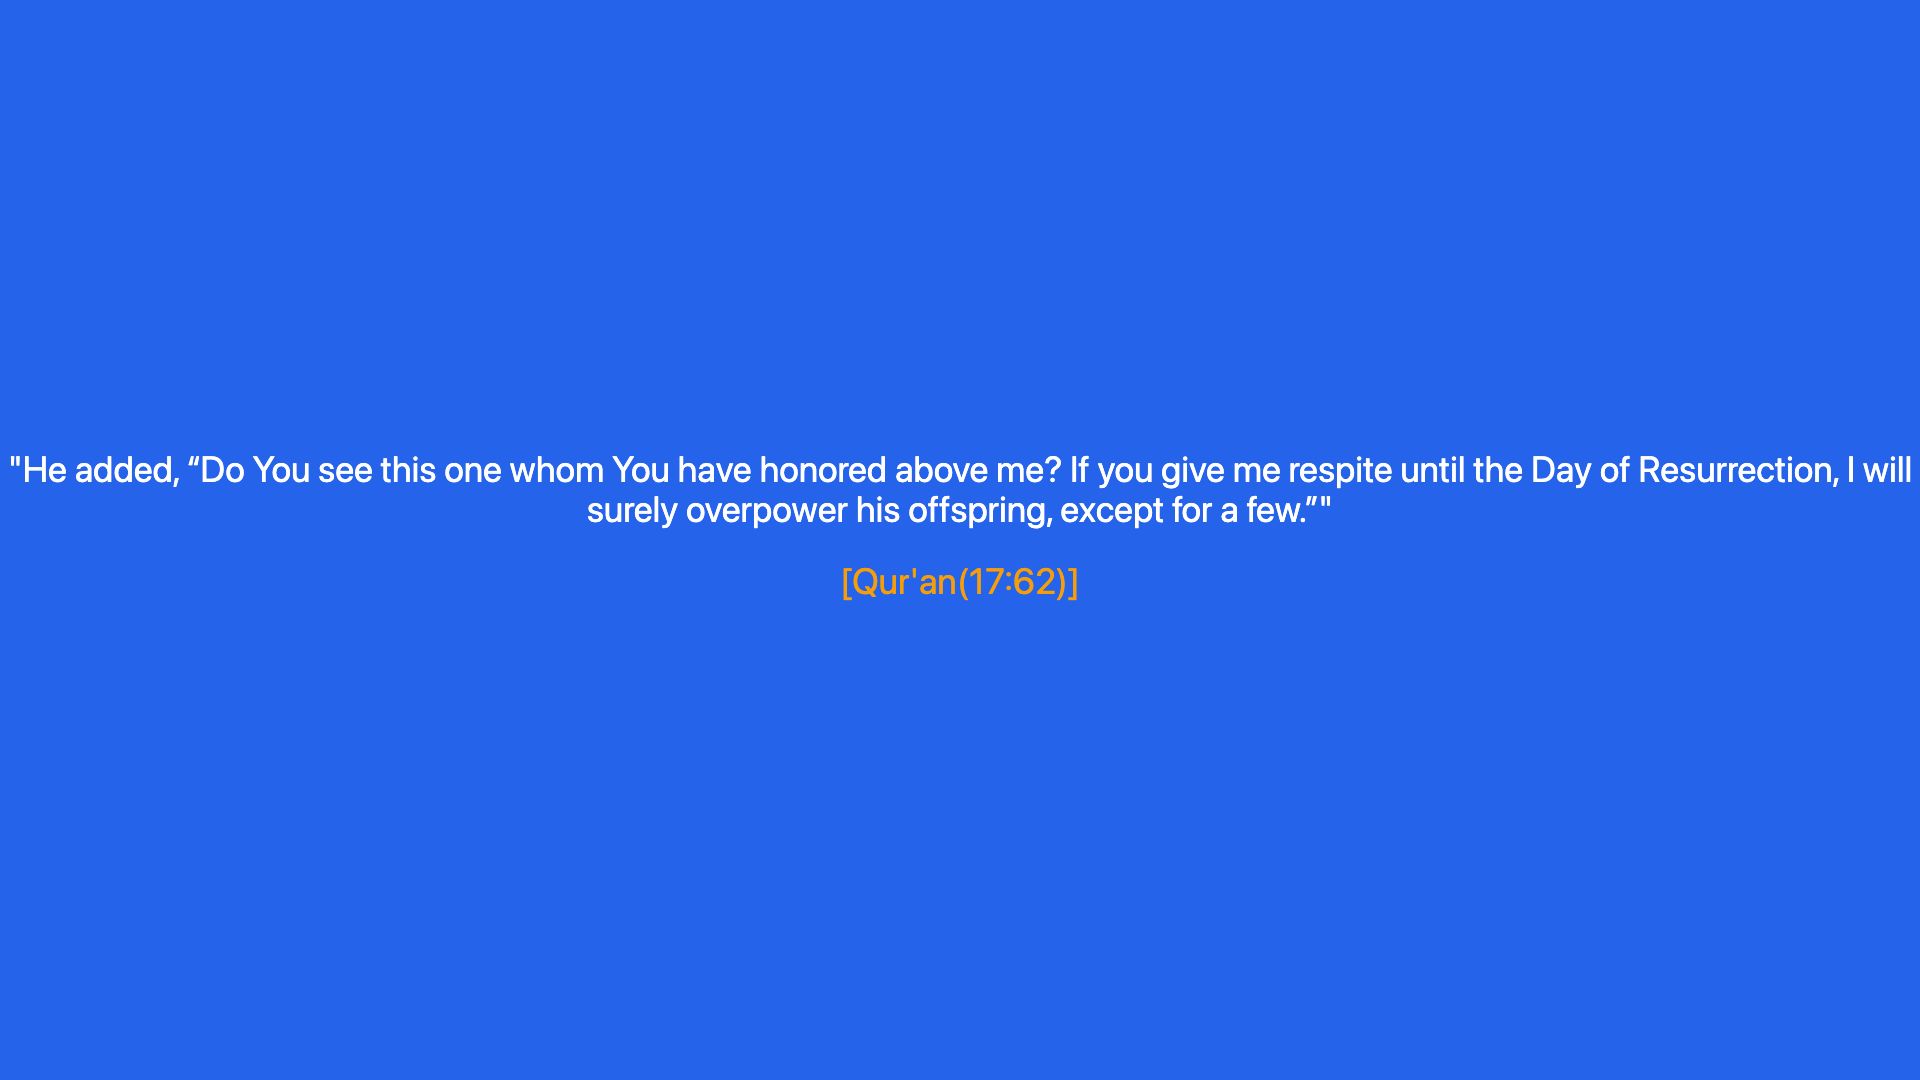 "He added, “Do You see this one whom You have honored above me? If you give me respite until the Day of Resurrection, I will
surely overpower his offspring, except for a few.”"
[Qur'an(17:62)]